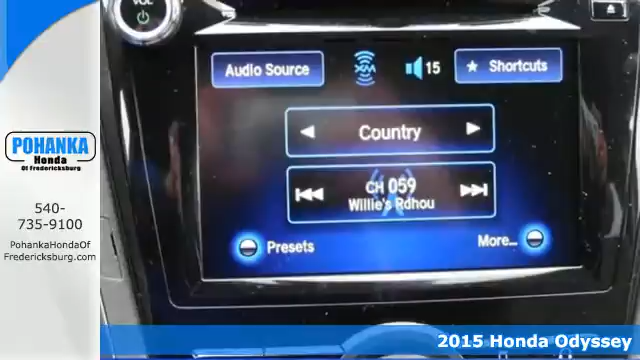 VOL
Audio Source
XM
15
Shortcuts
Country
CH 059
Willie's Rdhou
Presets
More...
POHANKA
Honda
Of Fredericksburg
540-
735-9100
PohankaHondaOf
Fredericksburg.com
2015 Honda Odyssey